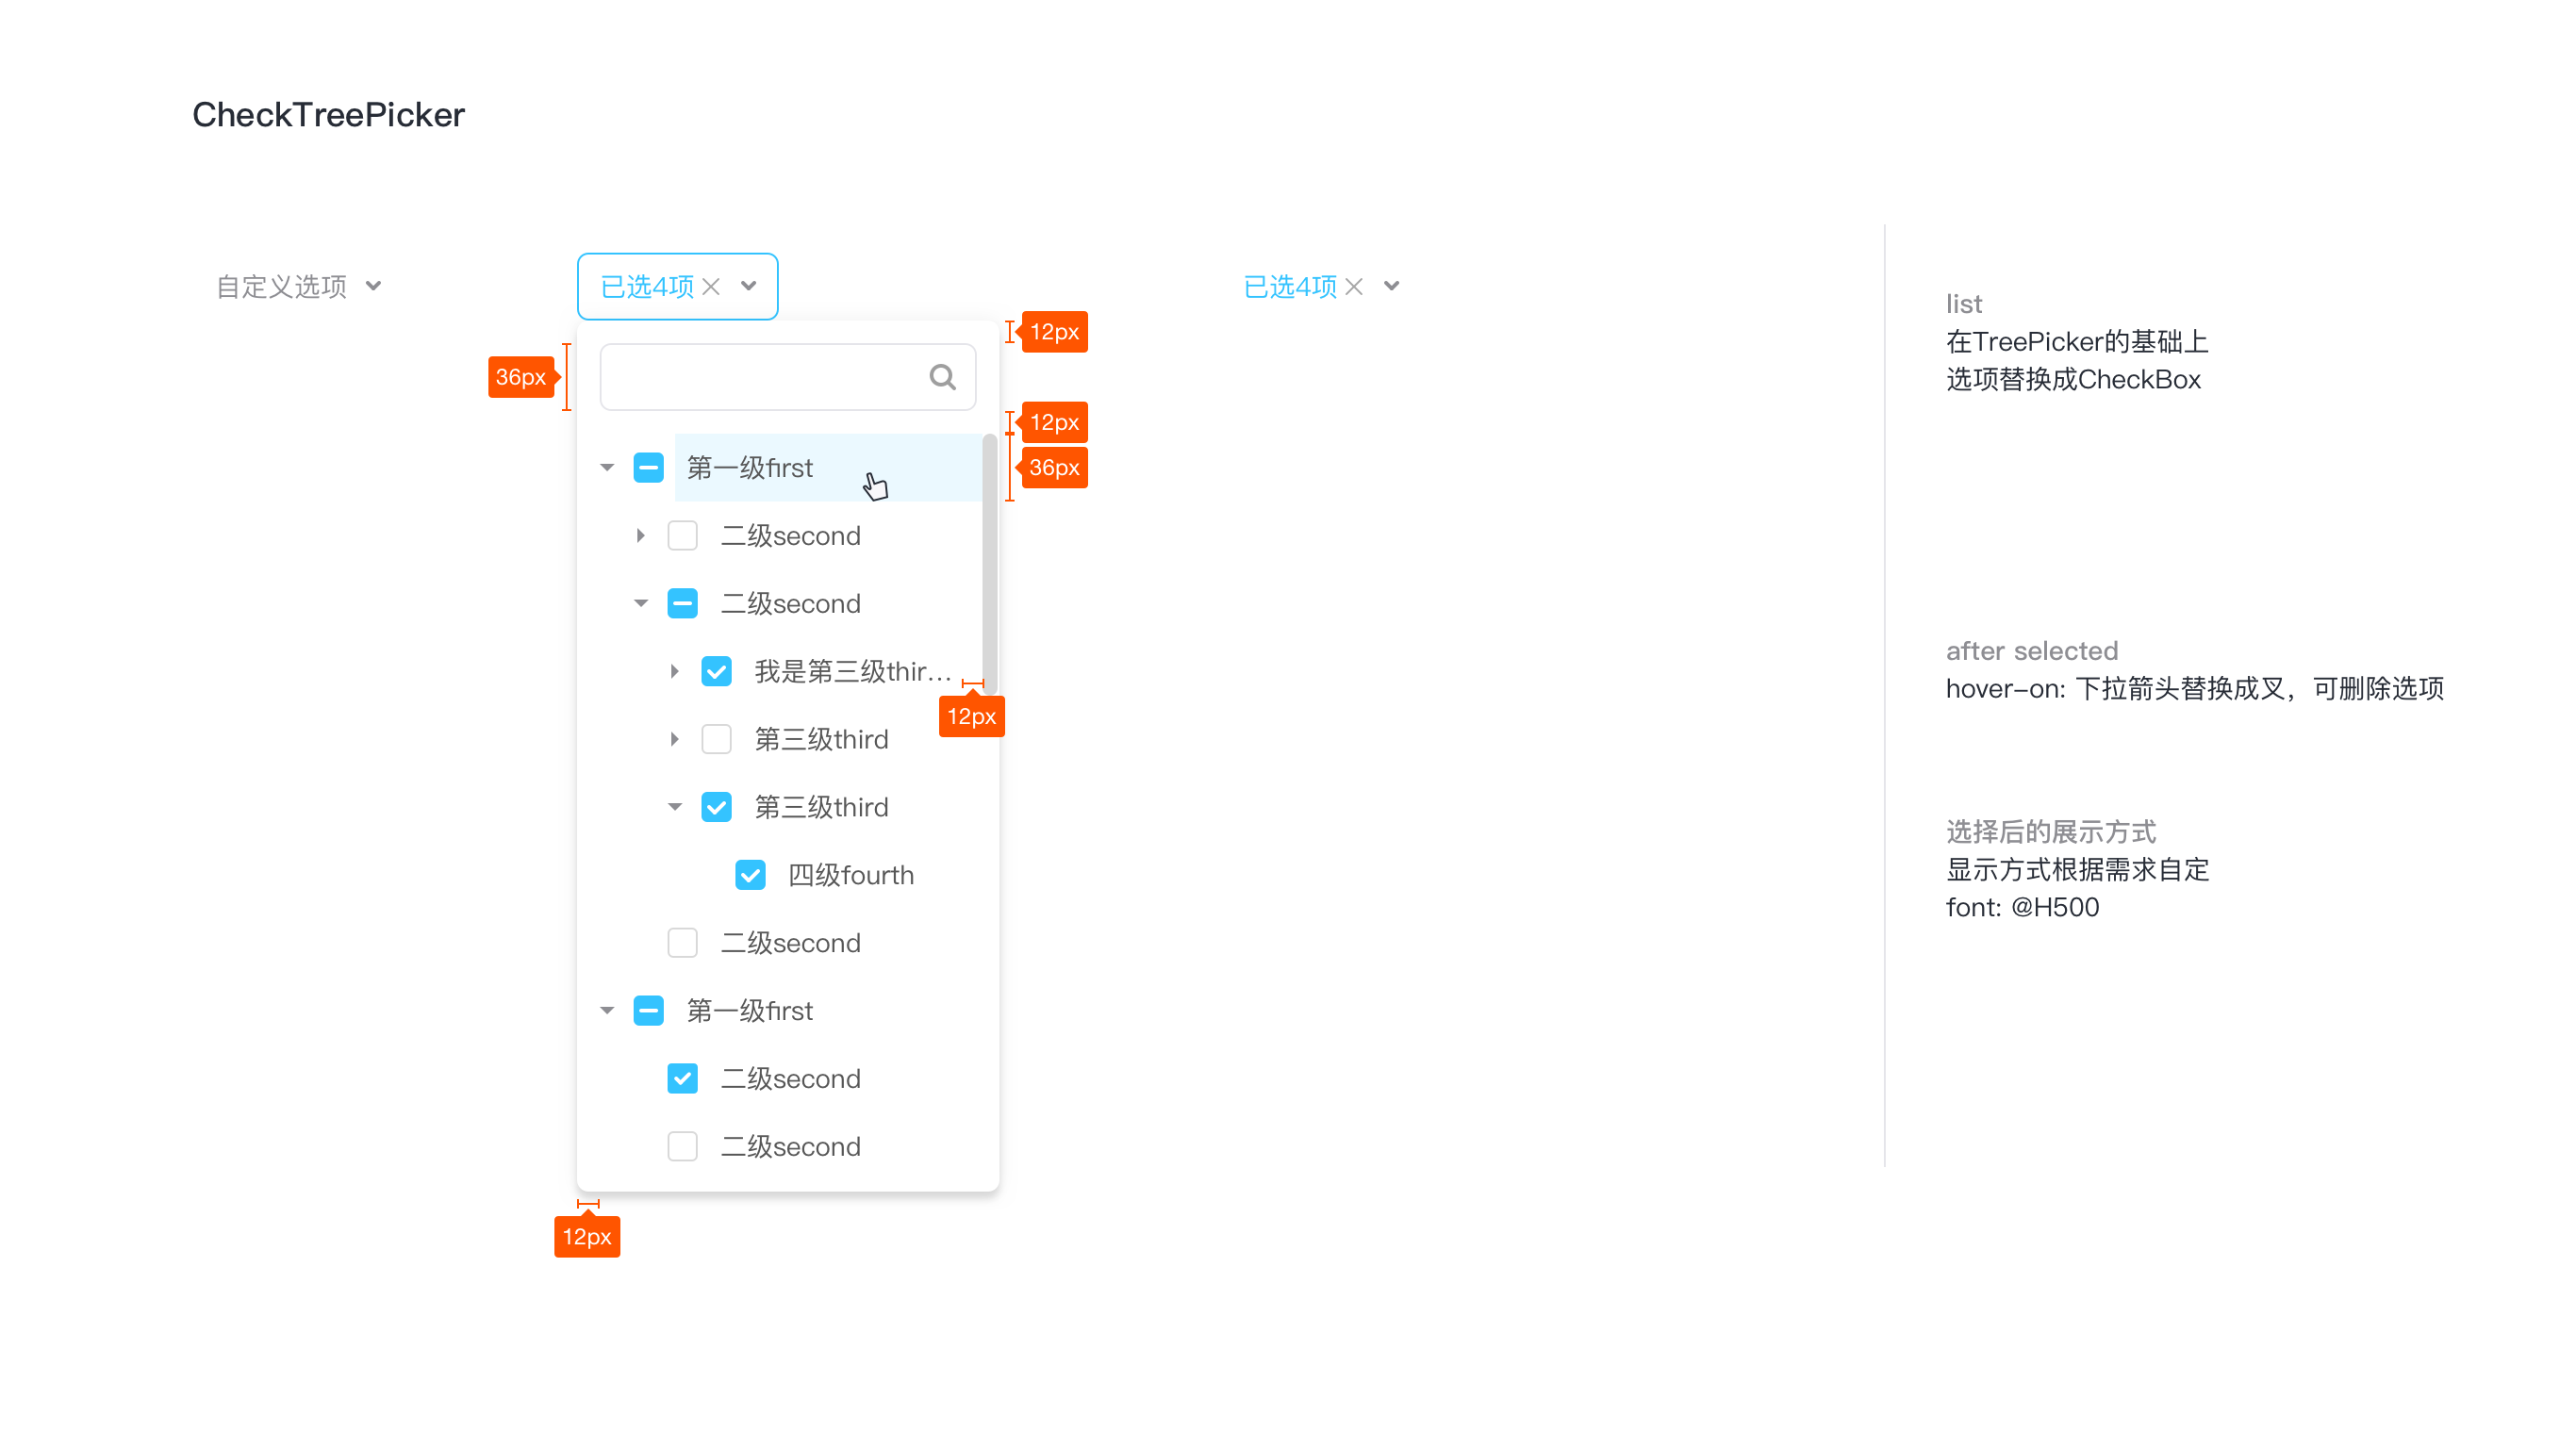 CheckTreePicker
自定义选项
已选4项
已选4项
12px
36px
12px
第一级first
36px
二级second
二级second
我是第三级thir...
12px
第三级third
第三级third
四级fourth
二级second
第一级first
二级second
二级second
12px
list
在TreePicker的基础上
选项替换成CheckBox
after selected
hover-on: 下拉箭头替换成叉，可删除选项
选择后的展示方式
显示方式根据需求自定
font: @H500